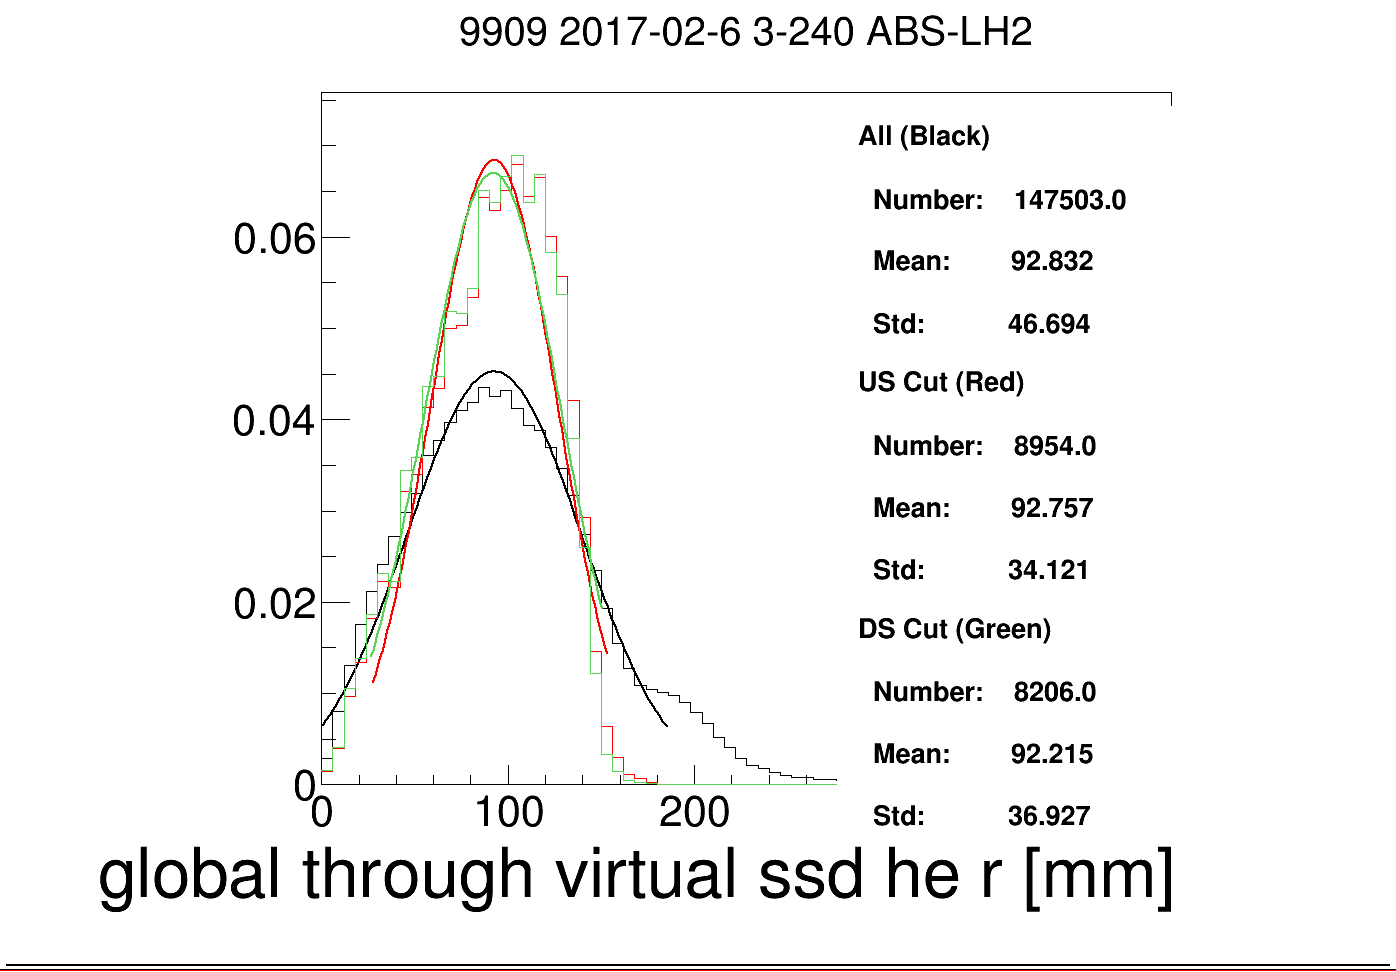 9909 2017-02-6 3-240 ABS-LH2
All (Black)
Number: 147503.0
Mean: 92.832
Std: 46.694
US Cut (Red)
Number: 8954.0
Mean: 92.757
Std: 34.121
DS Cut (Green)
Number: 8206.0
Mean: 92.215
Std: 36.927
0.06
0.04
0.02
0
0 100 200
global through virtual ssd he r [mm]